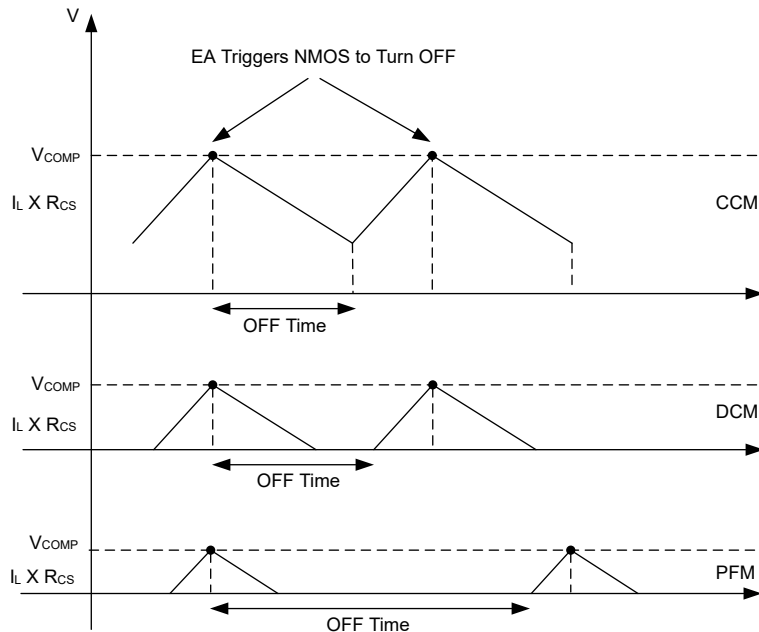 V
EA Triggers NMOS to Turn OFF
VCOMP
IL X RCS
CCM
OFF Time
VCOMP
IL X RCS
DCM
OFF Time
VCOMP
IL X RCS
PFM
OFF Time